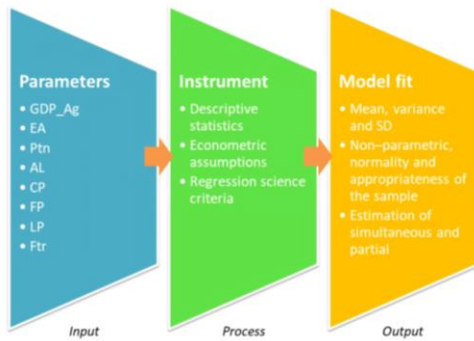 Parameters
• GDP_Ag
• EA
• Ptn
• AL
• CP
• FP
• LP
• Ftr
Input
Instrument
• Descriptive
statistics
• Econometric
assumptions
• Regression science
criteria
Process
Model fit
• Mean, variance
and SD
• Non–parametric,
normality and
appropriateness of
the sample
• Estimation of
simultaneous and
partial
Output